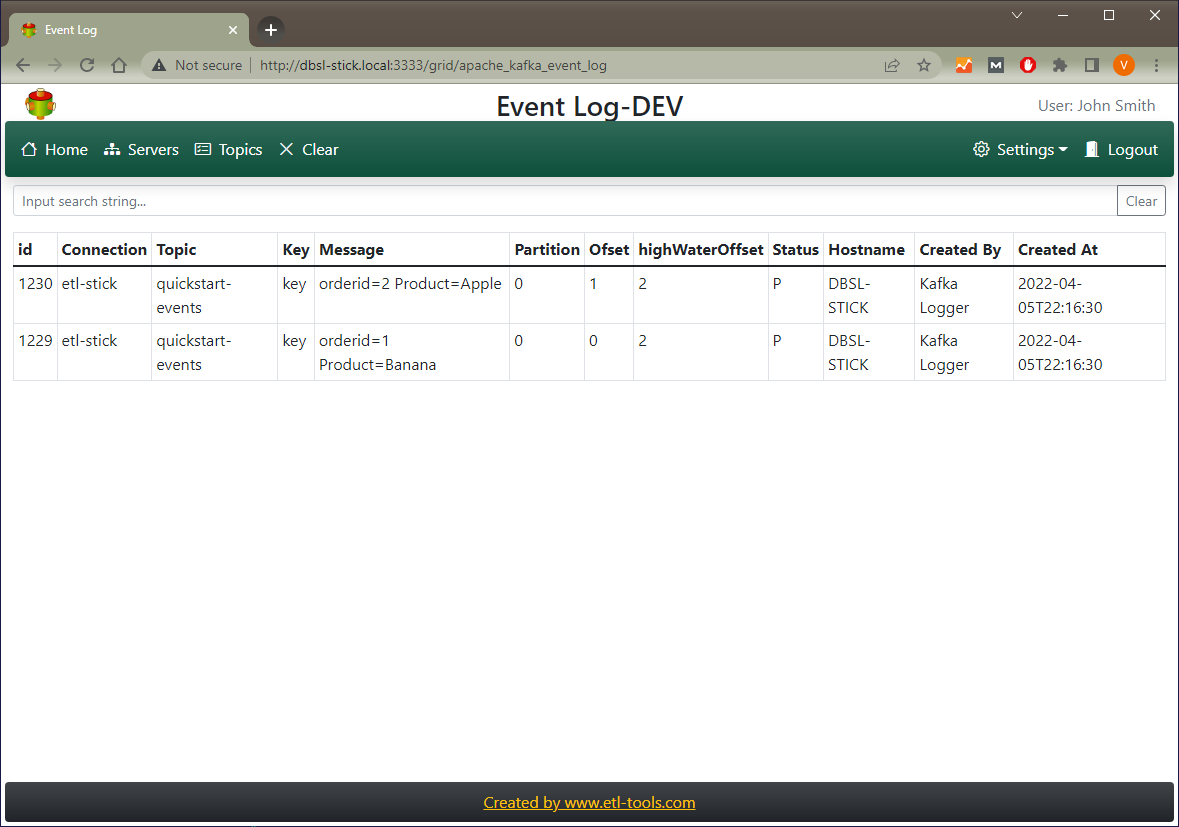 Event Log
Not secure
http://dbsl-stick.local:3333/grid/apache_kafka_event_log
M
V
Event Log-DEV
User: John Smith
Home Servers Topics Clear Settings Logout
Input search string... Clear
id Connection Topic Key Message Partition Ofset highWaterOffset Status Hostname Created By Created At
1230 etl-stick quickstart- key orderid=2 Product=Apple 0 1 2 P DBSL- Kafka 2022-04-
events STICK Logger 05T22:16:30
1229 etl-stick quickstart- key orderid=1 0 0 2 P DBSL- Kafka 2022-04-
events Product=Banana STICK Logger 05T22:16:30
Created by www.etl-tools.com